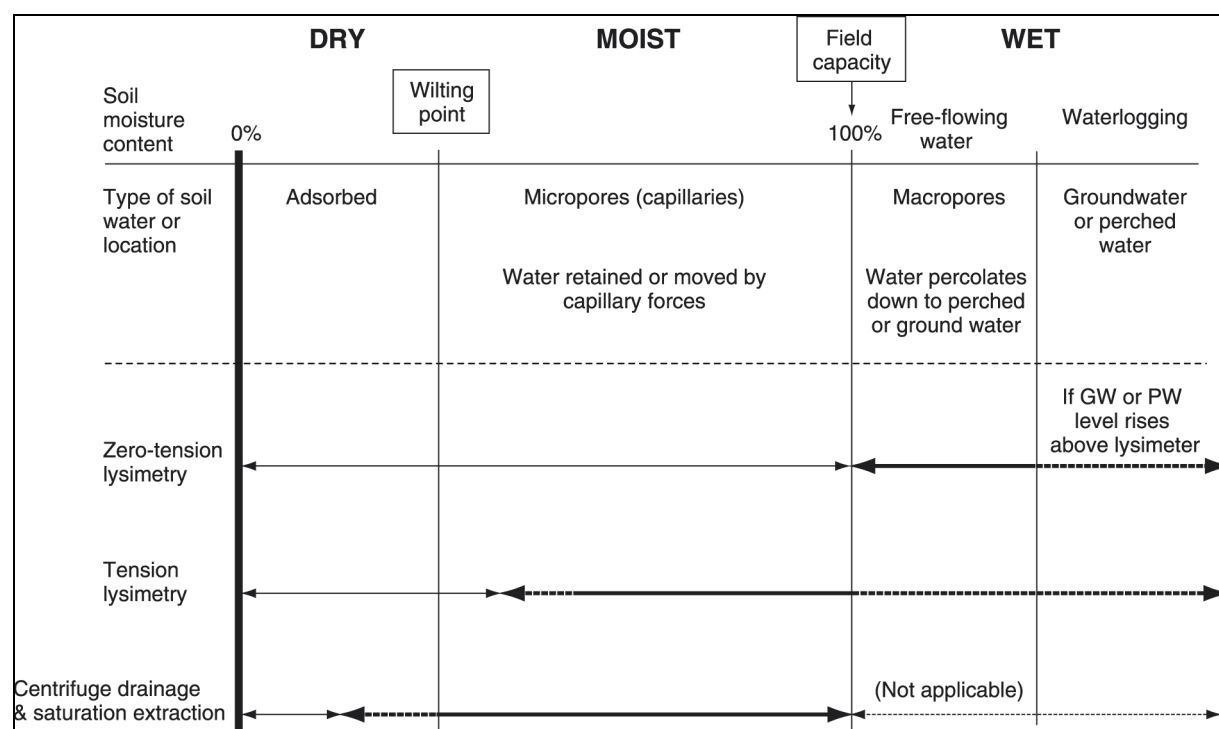 DRY
MOIST
WET
Field
capacity
Wilting
point
Soil
moisture
content
0%
100%
Free-flowing
water
Waterlogging
Type of soil
water or
location
Adsorbed
Micropores (capillaries)
Macropores
Groundwater
or perched
water
Water retained or moved by
capillary forces
Water percolates
down to perched
or ground water
Zero-tension
lysimetry
If GW or PW
level rises
above lysimeter
Tension
lysimetry
Centrifuge drainage
& saturation extraction
(Not applicable)